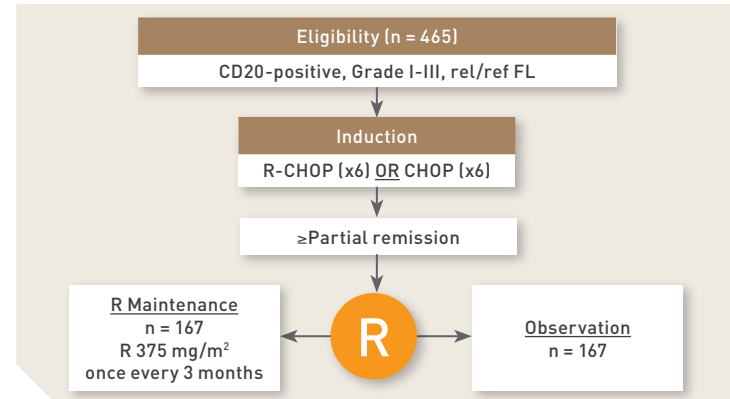 Eligibility (n = 465)
CD20-positive, Grade I-III, rel/ref FL
Induction
R-CHOP (x6) OR CHOP (x6)
≥Partial remission
R Maintenance
n = 167
R 375 mg/m²
once every 3 months
R
Observation
n = 167